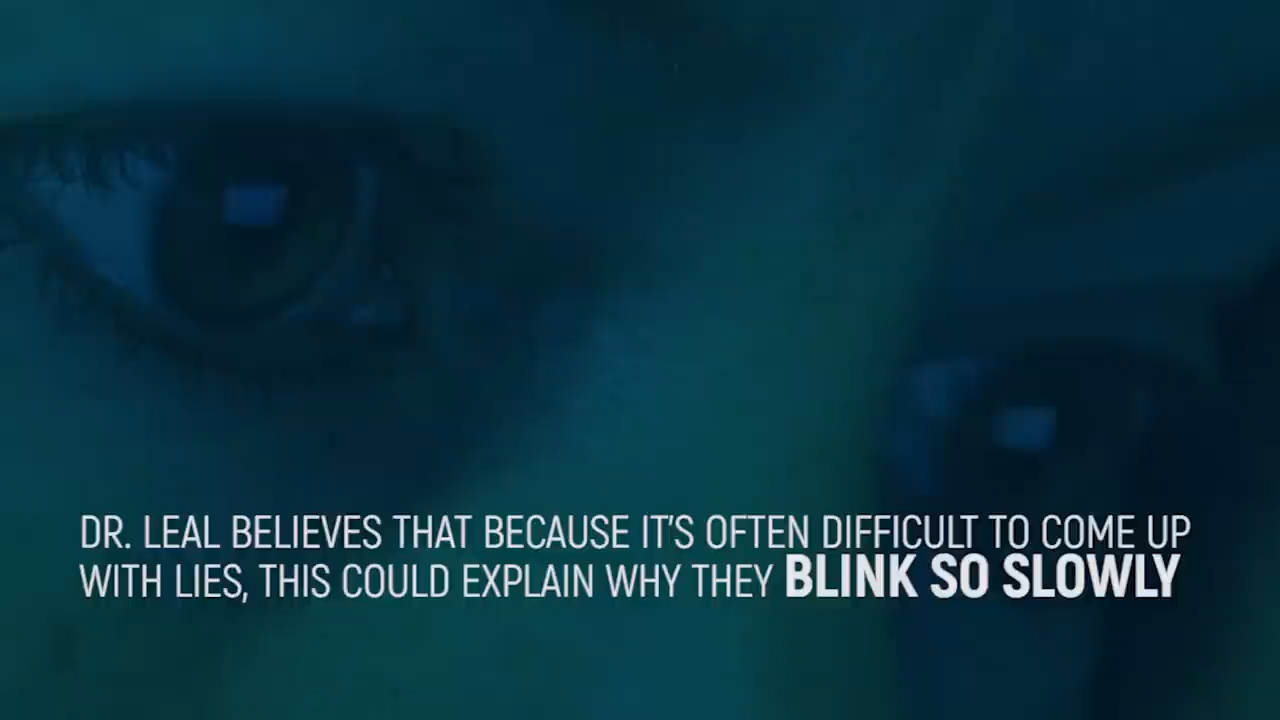 DR. LEAL BELIEVES THAT BECAUSE IT'S OFTEN DIFFICULT TO COME UP
WITH LIES, THIS COULD EXPLAIN WHY THEY BLINK SO SLOWLY